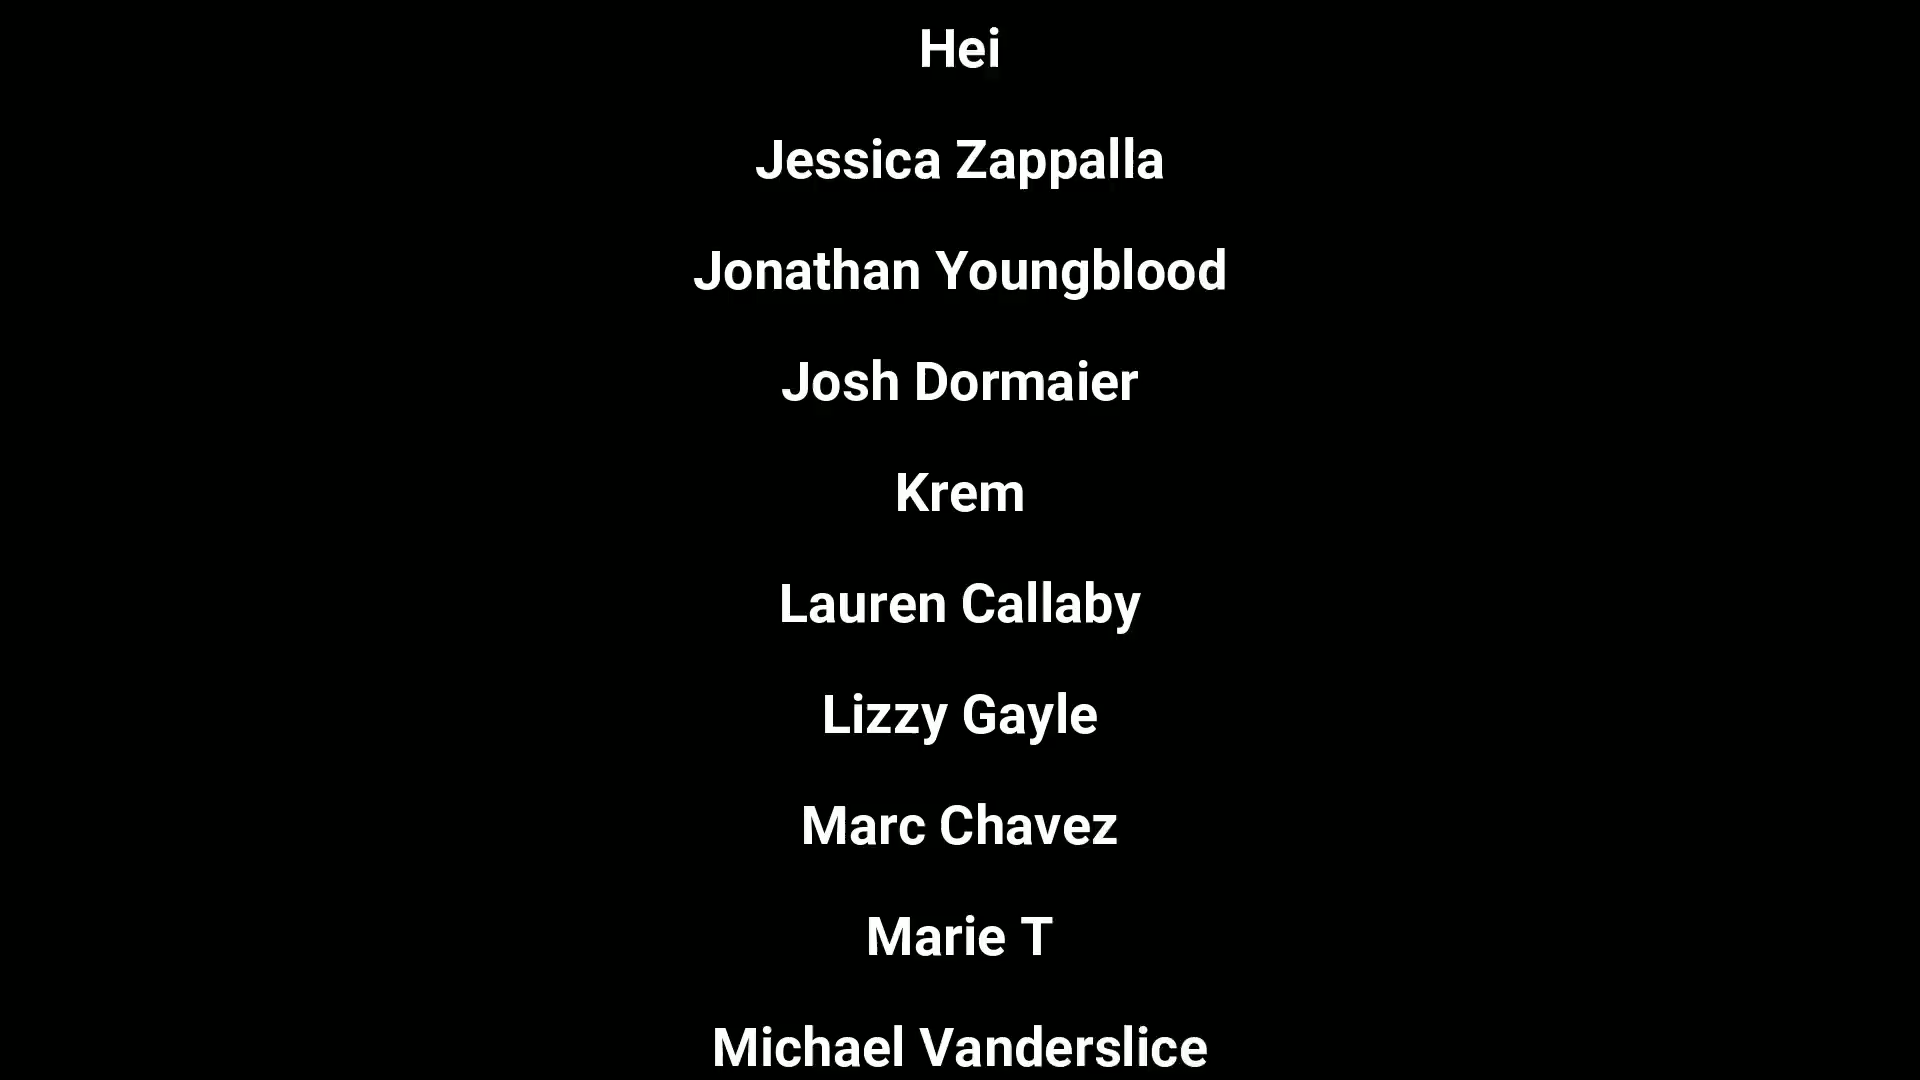 Hei
Jessica Zappalla
Jonathan Youngblood
Josh Dormaier
Krem
Lauren Callaby
Lizzy Gayle
Marc Chavez
Marie T
Michael Vanderslice